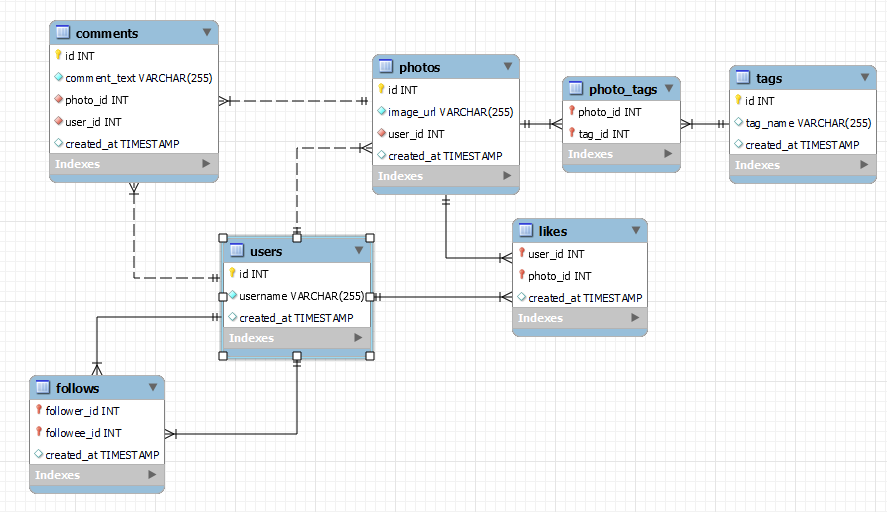 comments
id INT
comment_text VARCHAR(255)
photo_id INT
user_id INT
created_at TIMESTAMP
Indexes
photos
id INT
image_url VARCHAR(255)
user_id INT
created_at TIMESTAMP
Indexes
photo_tags
photo_id INT
tag_id INT
Indexes
tags
id INT
tag_name VARCHAR(255)
created_at TIMESTAMP
Indexes
users
id INT
username VARCHAR(255)
created_at TIMESTAMP
Indexes
likes
user_id INT
photo_id INT
created_at TIMESTAMP
Indexes
follows
follower_id INT
followee_id INT
created_at TIMESTAMP
Indexes